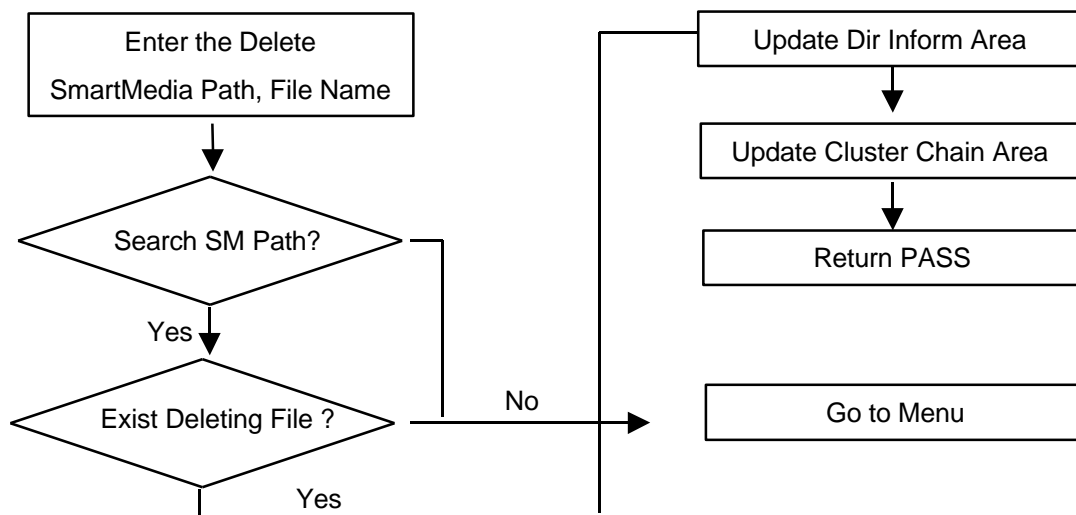 Enter the Delete
SmartMedia Path, File Name
Search SM Path?
Yes
Exist Deleting File ?
No
Yes
Update Dir Inform Area
Update Cluster Chain Area
Return PASS
Go to Menu